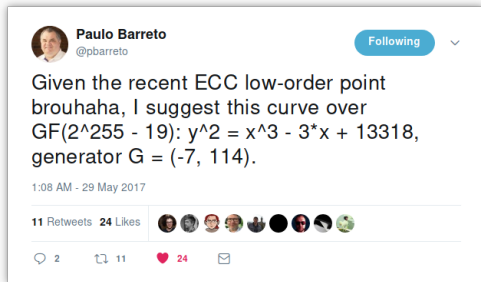 Paulo Barreto
@pbarreto
Following
Given the recent ECC low-order point
brouhaha, I suggest this curve over
GF(2^255 - 19): y^2 = x^3 - 3*x + 13318,
generator G = (-7, 114).
1:08 AM - 29 May 2017
11 Retweets 24 Likes
2 11 24